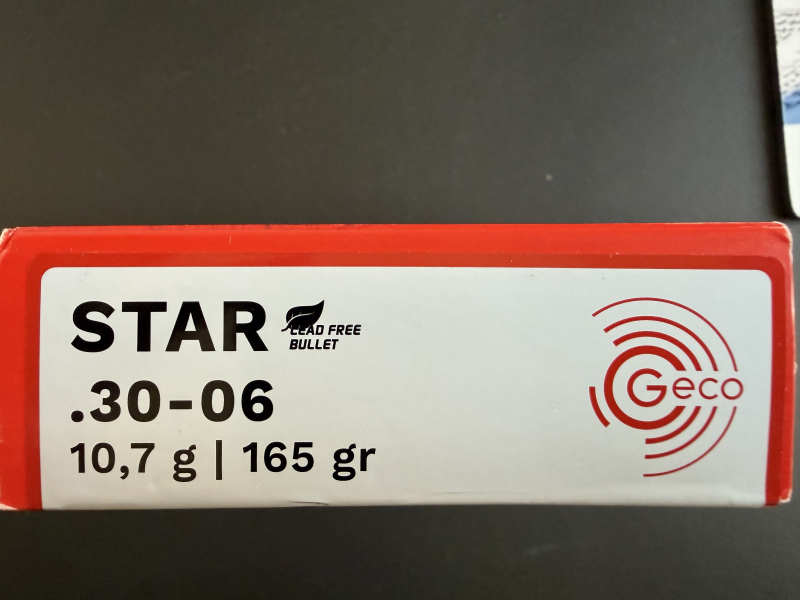 STAR
LEAD FREE
BULLET
.30-06
10,7 g | 165 gr
Geco